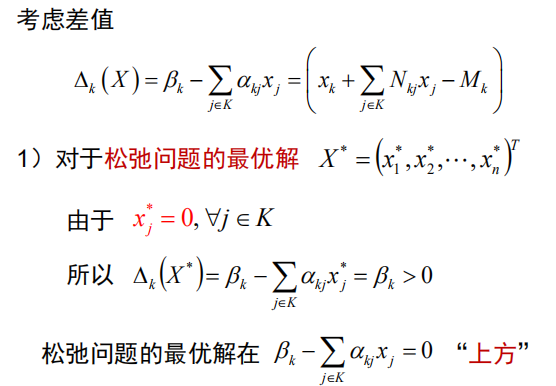 考虑差值
Δ_k(X) = β_k − ∑_{j∈K} α_{kj}x_j = (x_k + ∑_{j∈K} N_{kj}x_j − M_k)
1）对于松弛问题的最优解 X^* = (x_1^*, x_2^*, ⋯, x_n^*)^T
由于 x_j^* = 0, ∀j ∈ K
所以 Δ_k(X^*) = β_k − ∑_{j∈K} α_{kj}x_j^* = β_k > 0
松弛问题的最优解在 β_k − ∑_{j∈K} α_{kj}x_j = 0 “上方”